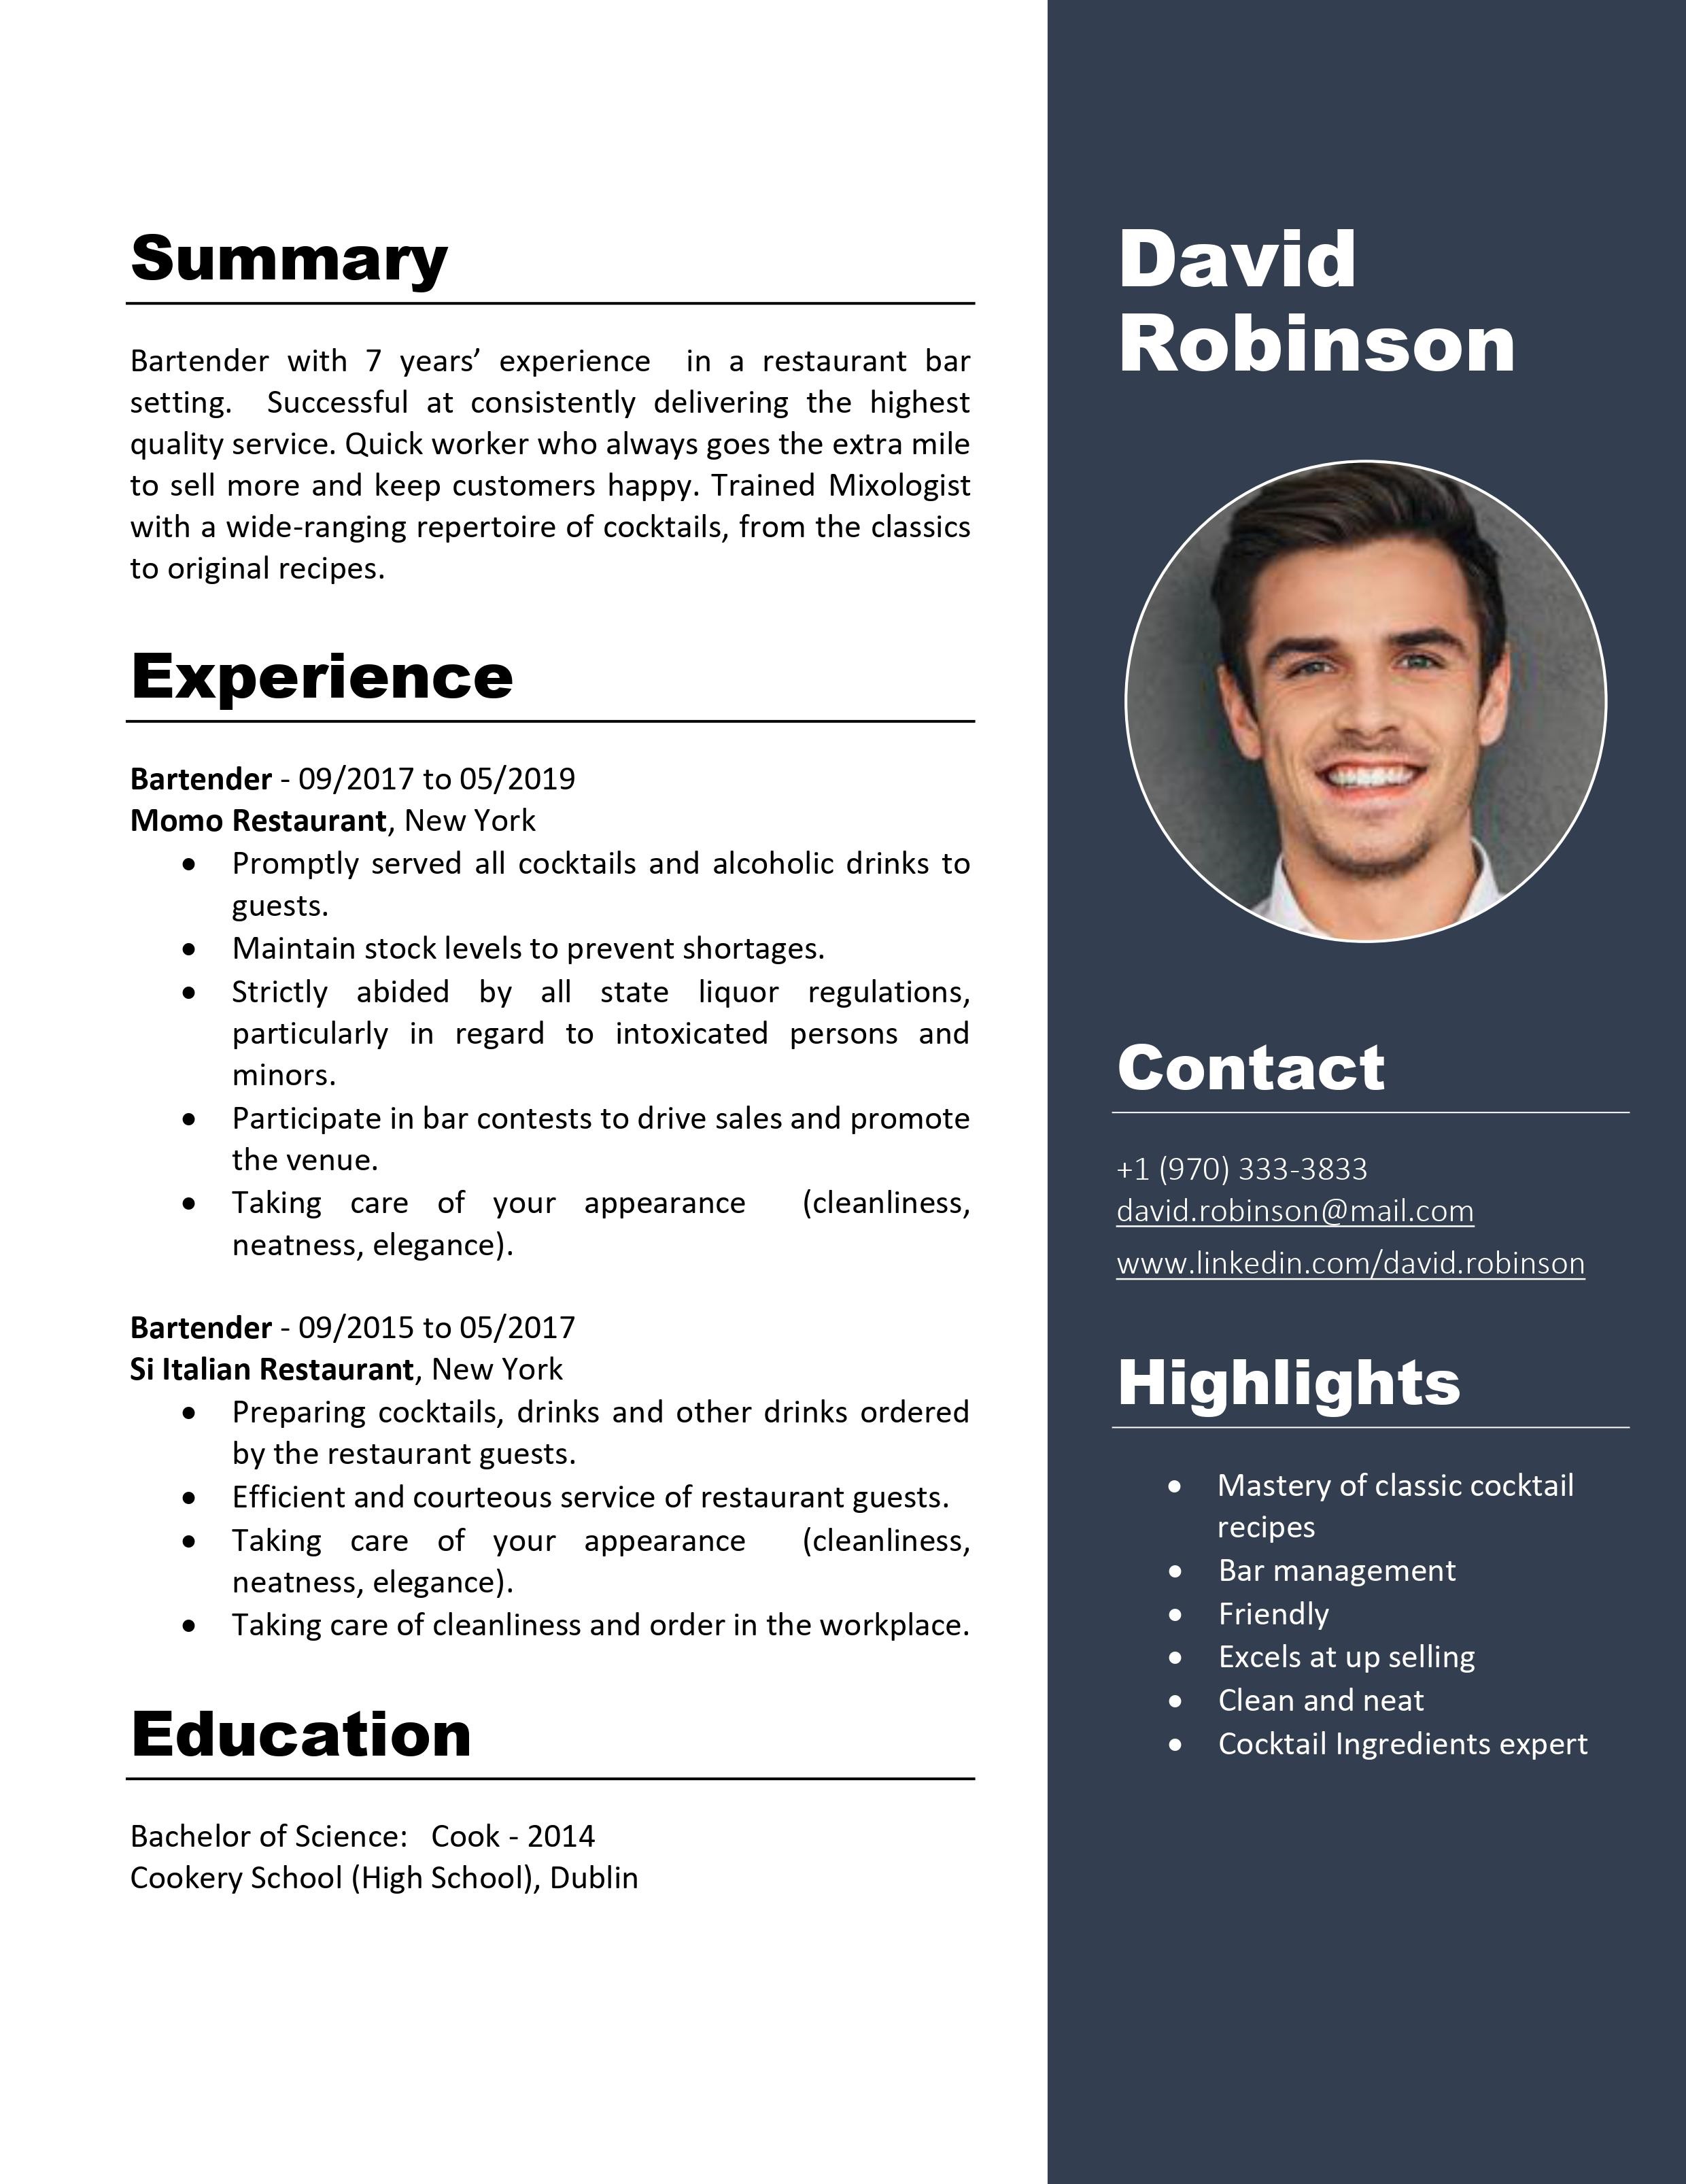 Summary
Bartender with 7 years’ experience in a restaurant bar
setting. Successful at consistently delivering the highest
quality service. Quick worker who always goes the extra mile
to sell more and keep customers happy. Trained Mixologist
with a wide-ranging repertoire of cocktails, from the classics
to original recipes.
Experience
Bartender - 09/2017 to 05/2019
Momo Restaurant, New York
• Promptly served all cocktails and alcoholic drinks to
guests.
• Maintain stock levels to prevent shortages.
• Strictly abided by all state liquor regulations,
particularly in regard to intoxicated persons and
minors.
• Participate in bar contests to drive sales and promote
the venue.
• Taking care of your appearance (cleanliness,
neatness, elegance).
Bartender - 09/2015 to 05/2017
Si Italian Restaurant, New York
• Preparing cocktails, drinks and other drinks ordered
by the restaurant guests.
• Efficient and courteous service of restaurant guests.
• Taking care of your appearance (cleanliness,
neatness, elegance).
• Taking care of cleanliness and order in the workplace.
Education
Bachelor of Science: Cook - 2014
Cookery School (High School), Dublin
David
Robinson
Contact
+1 (970) 333-3833
david.robinson@mail.com
www.linkedin.com/david.robinson
Highlights
• Mastery of classic cocktail
recipes
• Bar management
• Friendly
• Excels at up selling
• Clean and neat
• Cocktail Ingredients expert